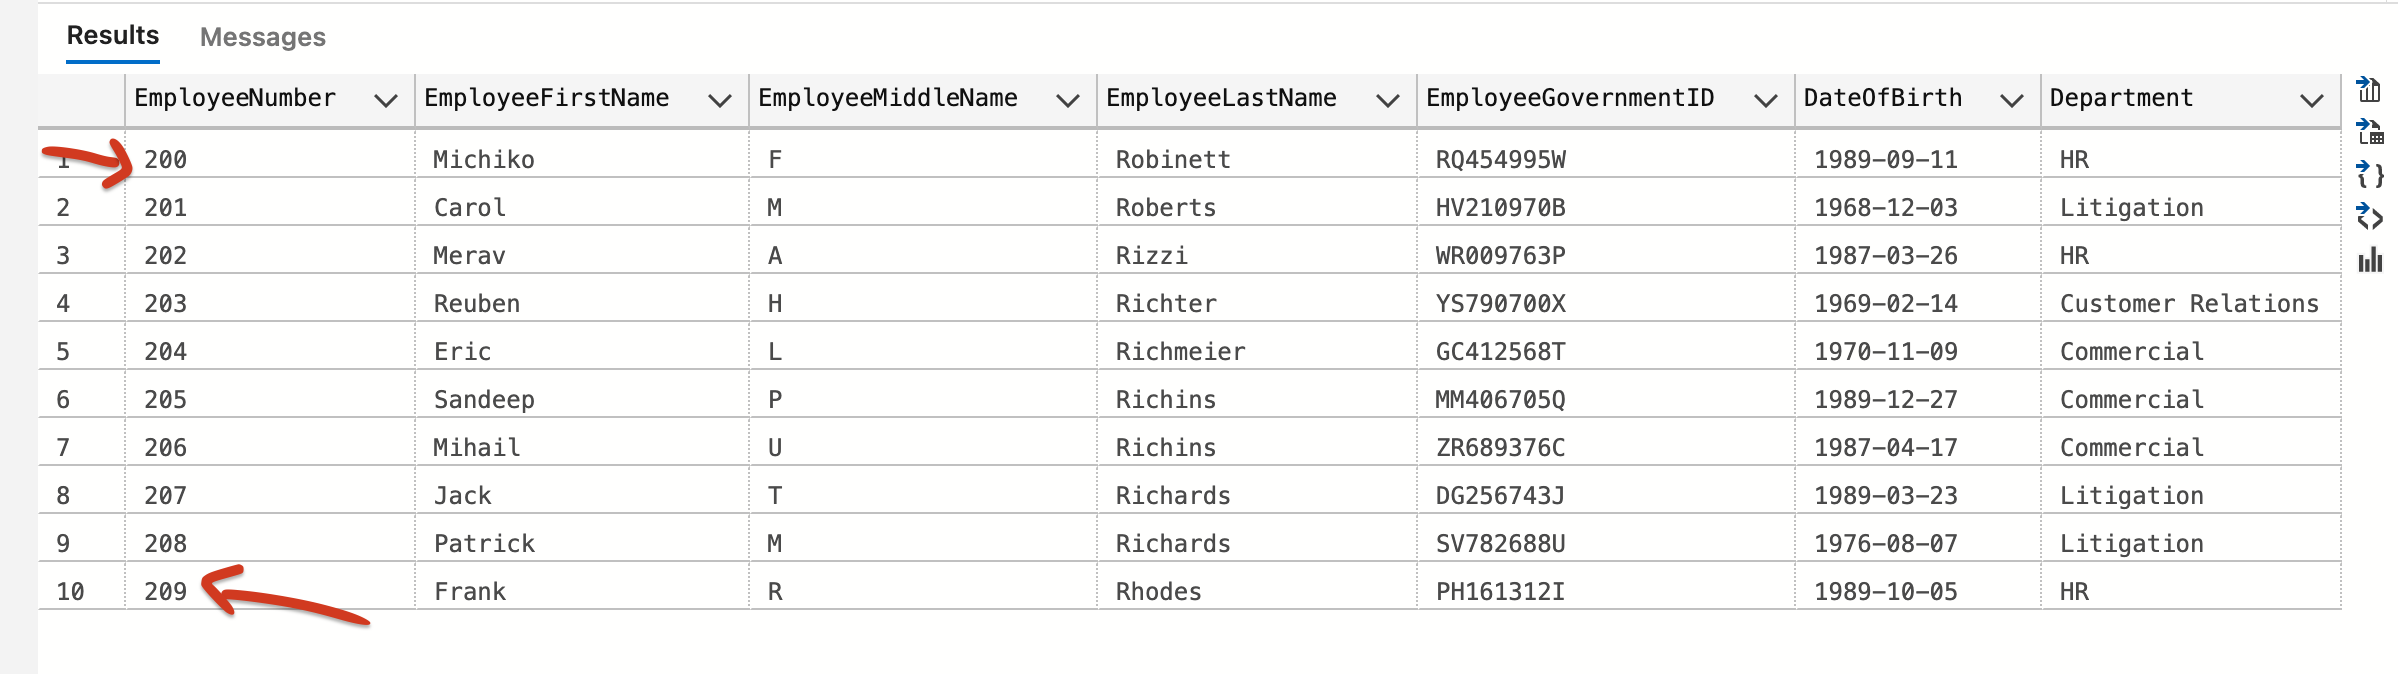 Results Messages
EmployeeNumber EmployeeFirstName EmployeeMiddleName EmployeeLastName EmployeeGovernmentID DateOfBirth Department
1 200 Michiko F Robinett RQ454995W 1989-09-11 HR
2 201 Carol M Roberts HV210970B 1968-12-03 Litigation
3 202 Merav A Rizzi WR009763P 1987-03-26 HR
4 203 Reuben H Richter YS790700X 1969-02-14 Customer Relations
5 204 Eric L Richmeier GC412568T 1970-11-09 Commercial
6 205 Sandeep P Richins MM406705Q 1989-12-27 Commercial
7 206 Mihail U Richins ZR689376C 1987-04-17 Commercial
8 207 Jack T Richards DG256743J 1989-03-23 Litigation
9 208 Patrick M Richards SV782688U 1976-08-07 Litigation
10 209 Frank R Rhodes PH161312I 1989-10-05 HR